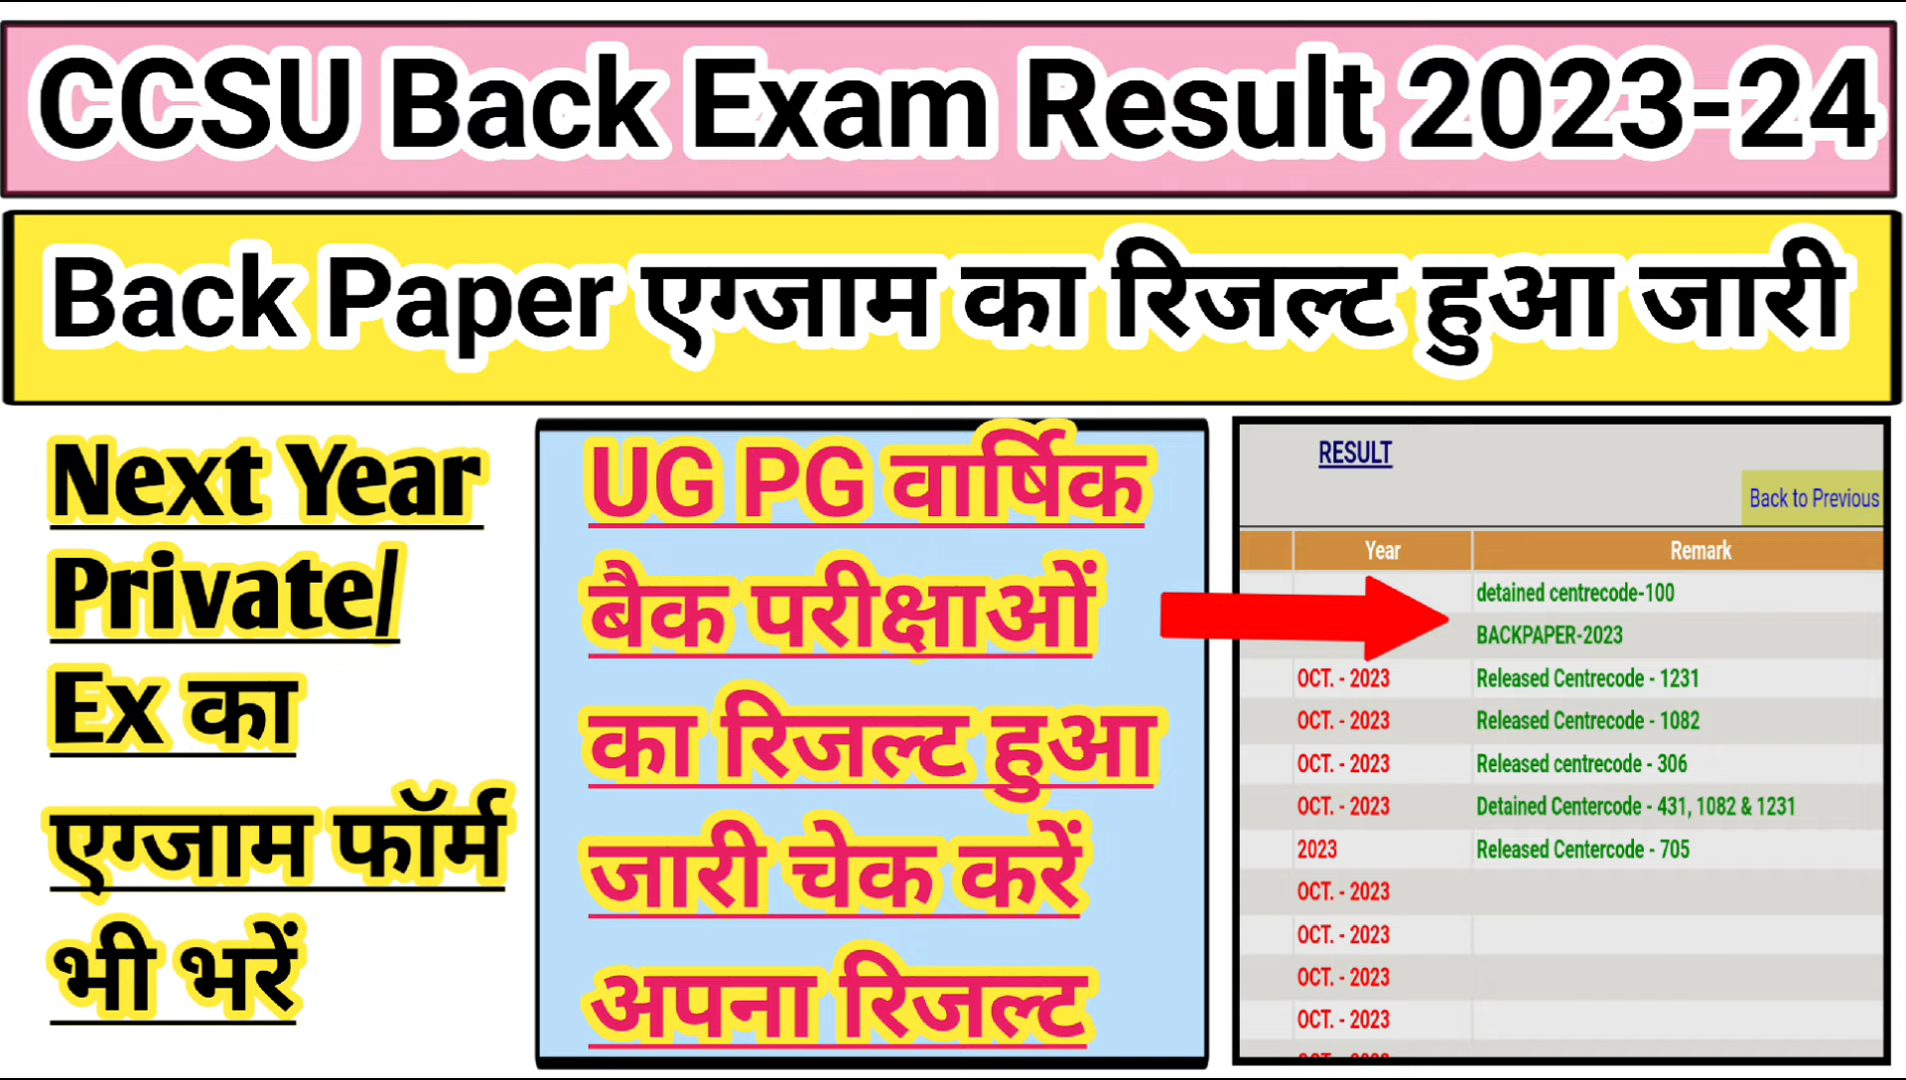 CCSU Back Exam Result 2023-24
Back Paper एग्जाम का रिजल्ट हुआ जारी
Next Year
Private/
Ex का
एग्जाम फॉर्म
भी भरें
UG PG वार्षिक
बैक परीक्षाओं
का रिजल्ट हुआ
जारी चेक करें
अपना रिजल्ट
RESULT
Back to Previous
Year Remark
detained centrecode-100
BACKPAPER-2023
OCT. - 2023 Released Centrecode - 1231
OCT. - 2023 Released Centrecode - 1082
OCT. - 2023 Released centrecode - 306
OCT. - 2023 Detained Centercode - 431, 1082 & 1231
2023 Released Centercode - 705
OCT. - 2023
OCT. - 2023
OCT. - 2023
OCT. - 2023